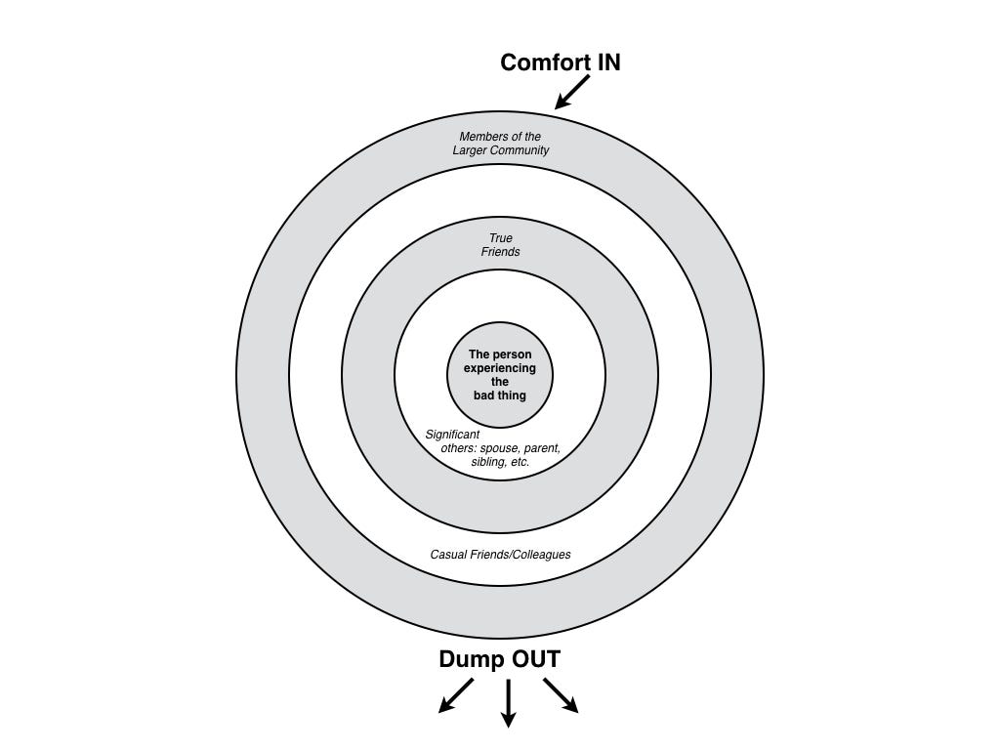 Comfort IN
Members of the
Larger Community
True
Friends
The person
experiencing
the
bad thing
Significant
others: spouse, parent,
sibling, etc.
Casual Friends/Colleagues
Dump OUT